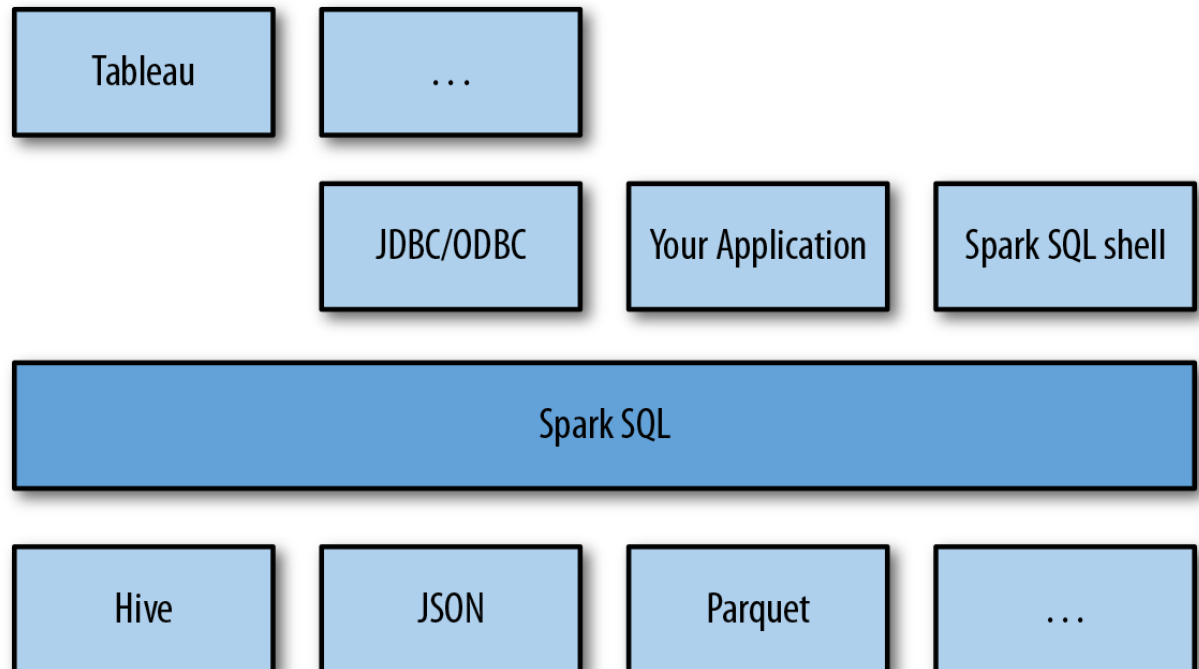 Tableau
. . .
JDBC/ODBC
Your Application
Spark SQL shell
Spark SQL
Hive
JSON
Parquet
. . .